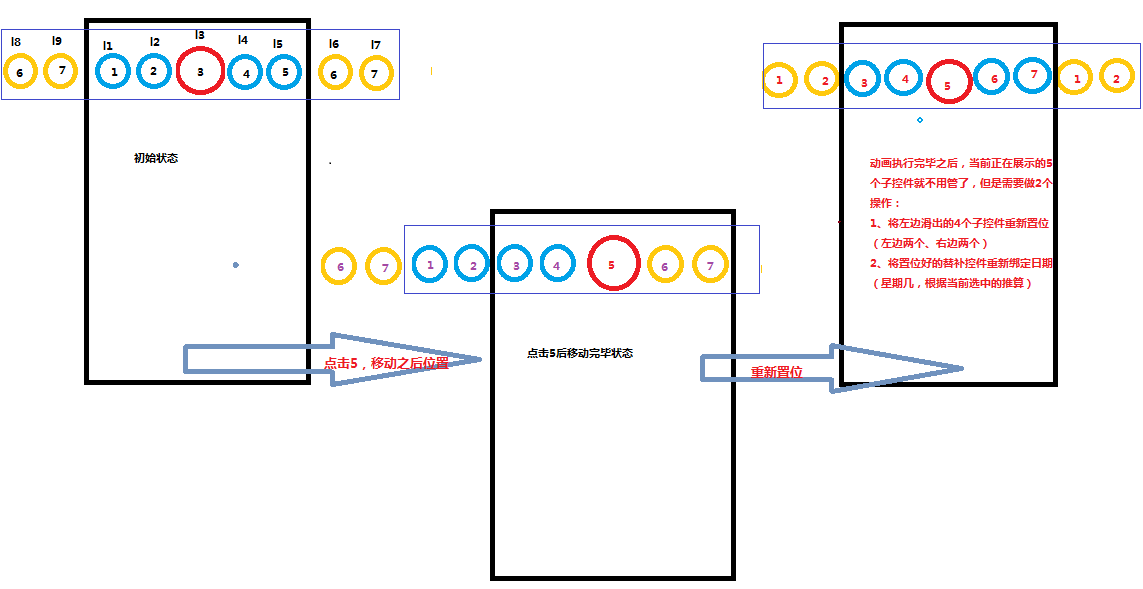 l8 l9 l1 l2 l3 l4 l5 l6 l7
6 7 1 2 3 4 5 6 7
初始状态
6 7 1 2 3 4 5 6 7
点击5后移动完毕状态
点击5，移动之后位置
1 2 3 4 5 6 7 1 2
动画执行完毕之后，当前正在展示的5
个子控件就不用管了，但是需要做2个
操作：
1、将左边滑出的4个子控件重新置位
（左边两个、右边两个）
2、将置位好的替补控件重新绑定日期
（星期几，根据当前选中的推算）
重新置位